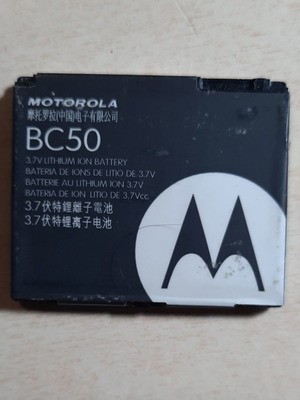 MOTOROLA
摩托罗拉(中国)电子有限公司
BC50
3.7V LITHIUM ION BATTERY
BATERIA DE IONS DE LITIO DE 3.7V
BATTERIE AU LITHIUM ION 3.7V
BATERIA DE ION LITIO DE 3.7Vcc
3.7伏特鋰離子電池
3.7伏特锂离子电池